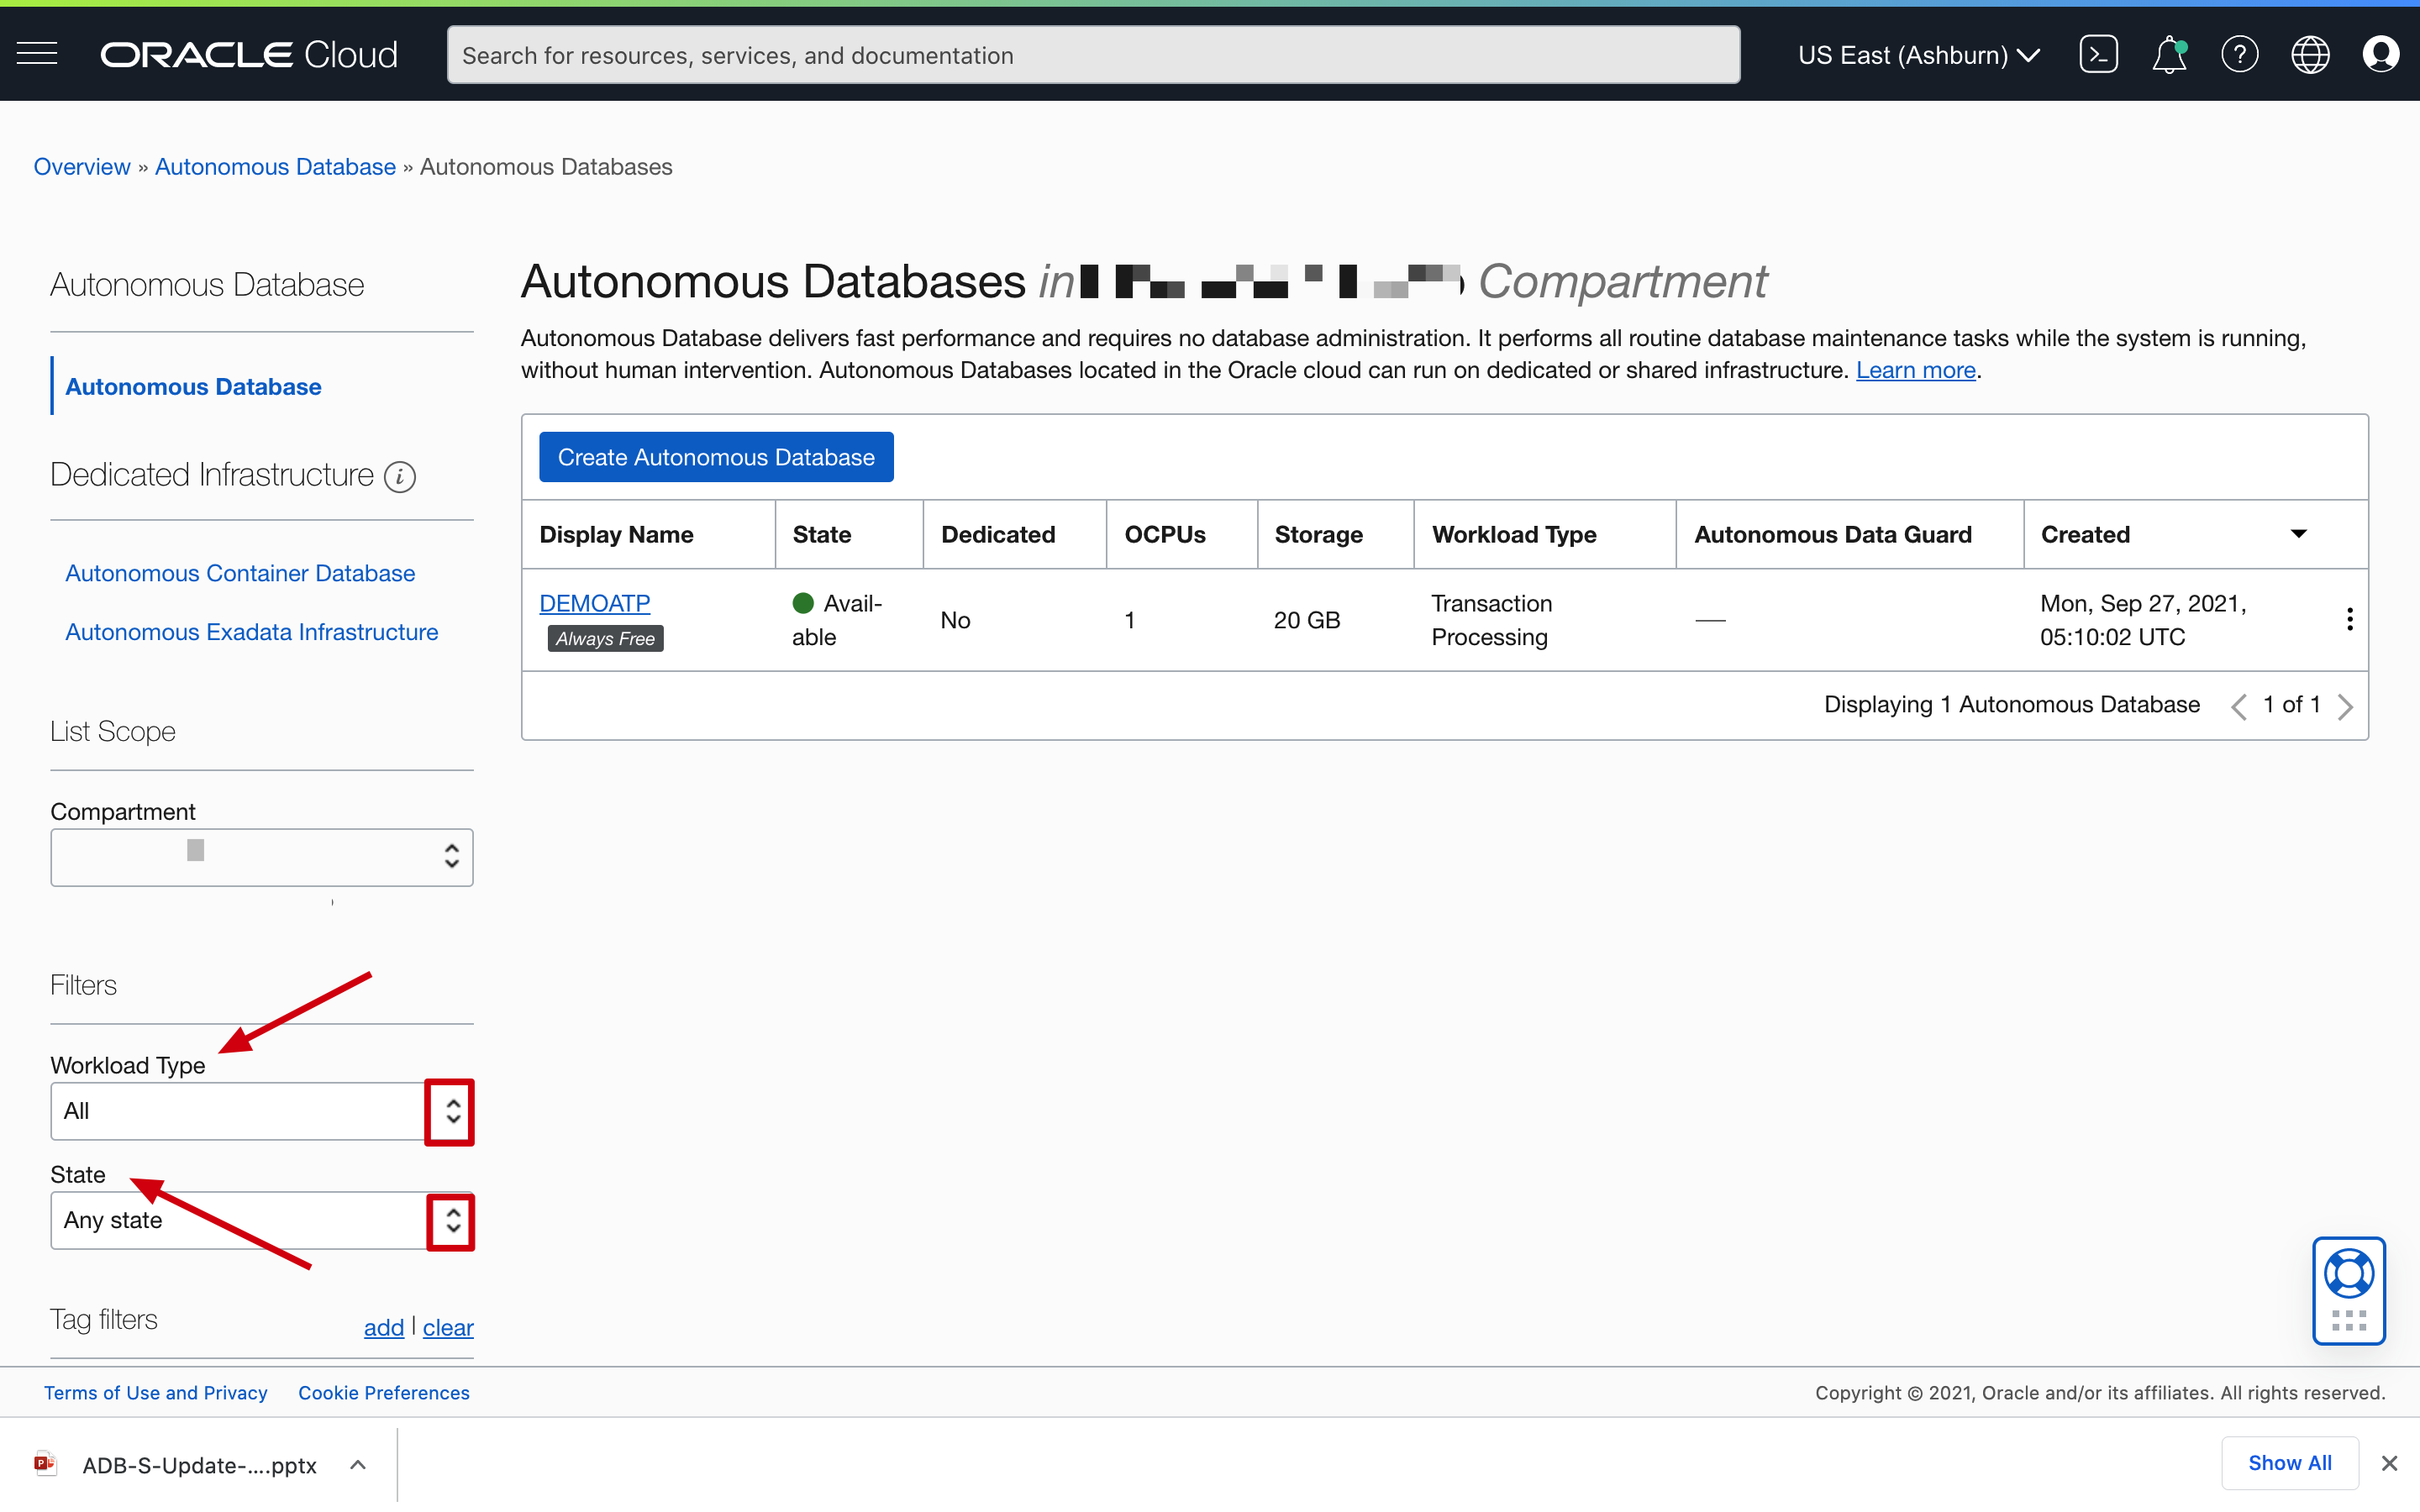 ORACLE Cloud
Search for resources, services, and documentation
US East (Ashburn)
Overview » Autonomous Database » Autonomous Databases
Autonomous Database
Autonomous Database
Dedicated Infrastructure i
Autonomous Container Database
Autonomous Exadata Infrastructure
List Scope
Compartment
Filters
Workload Type
All
State
Any state
Tag filters
add | clear
Autonomous Databases in Compartment
Autonomous Database delivers fast performance and requires no database administration. It performs all routine database maintenance tasks while the system is running,
without human intervention. Autonomous Databases located in the Oracle cloud can run on dedicated or shared infrastructure. Learn more.
Create Autonomous Database
Display Name State Dedicated OCPUs Storage Workload Type Autonomous Data Guard Created
DEMOATP
Always Free
Avail-
able
No
1
20 GB
Transaction
Processing
—
Mon, Sep 27, 2021,
05:10:02 UTC
Displaying 1 Autonomous Database
1 of 1
Terms of Use and Privacy
Cookie Preferences
Copyright © 2021, Oracle and/or its affiliates. All rights reserved.
ADB-S-Update-....pptx
Show All